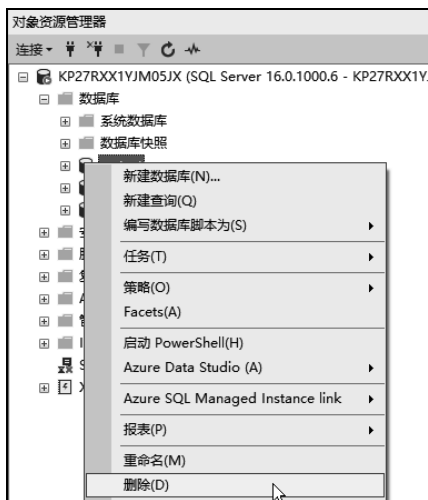 对象资源管理器
连接
KP27RXX1YJM05JX (SQL Server 16.0.1000.6 - KP27RXX1Y
数据库
系统数据库
数据库快照
新建数据库(N)...
新建查询(Q)
编写数据库脚本为(S)
任务(T)
策略(O)
Facets(A)
启动 PowerShell(H)
Azure Data Studio (A)
Azure SQL Managed Instance link
报表(P)
重命名(M)
删除(D)